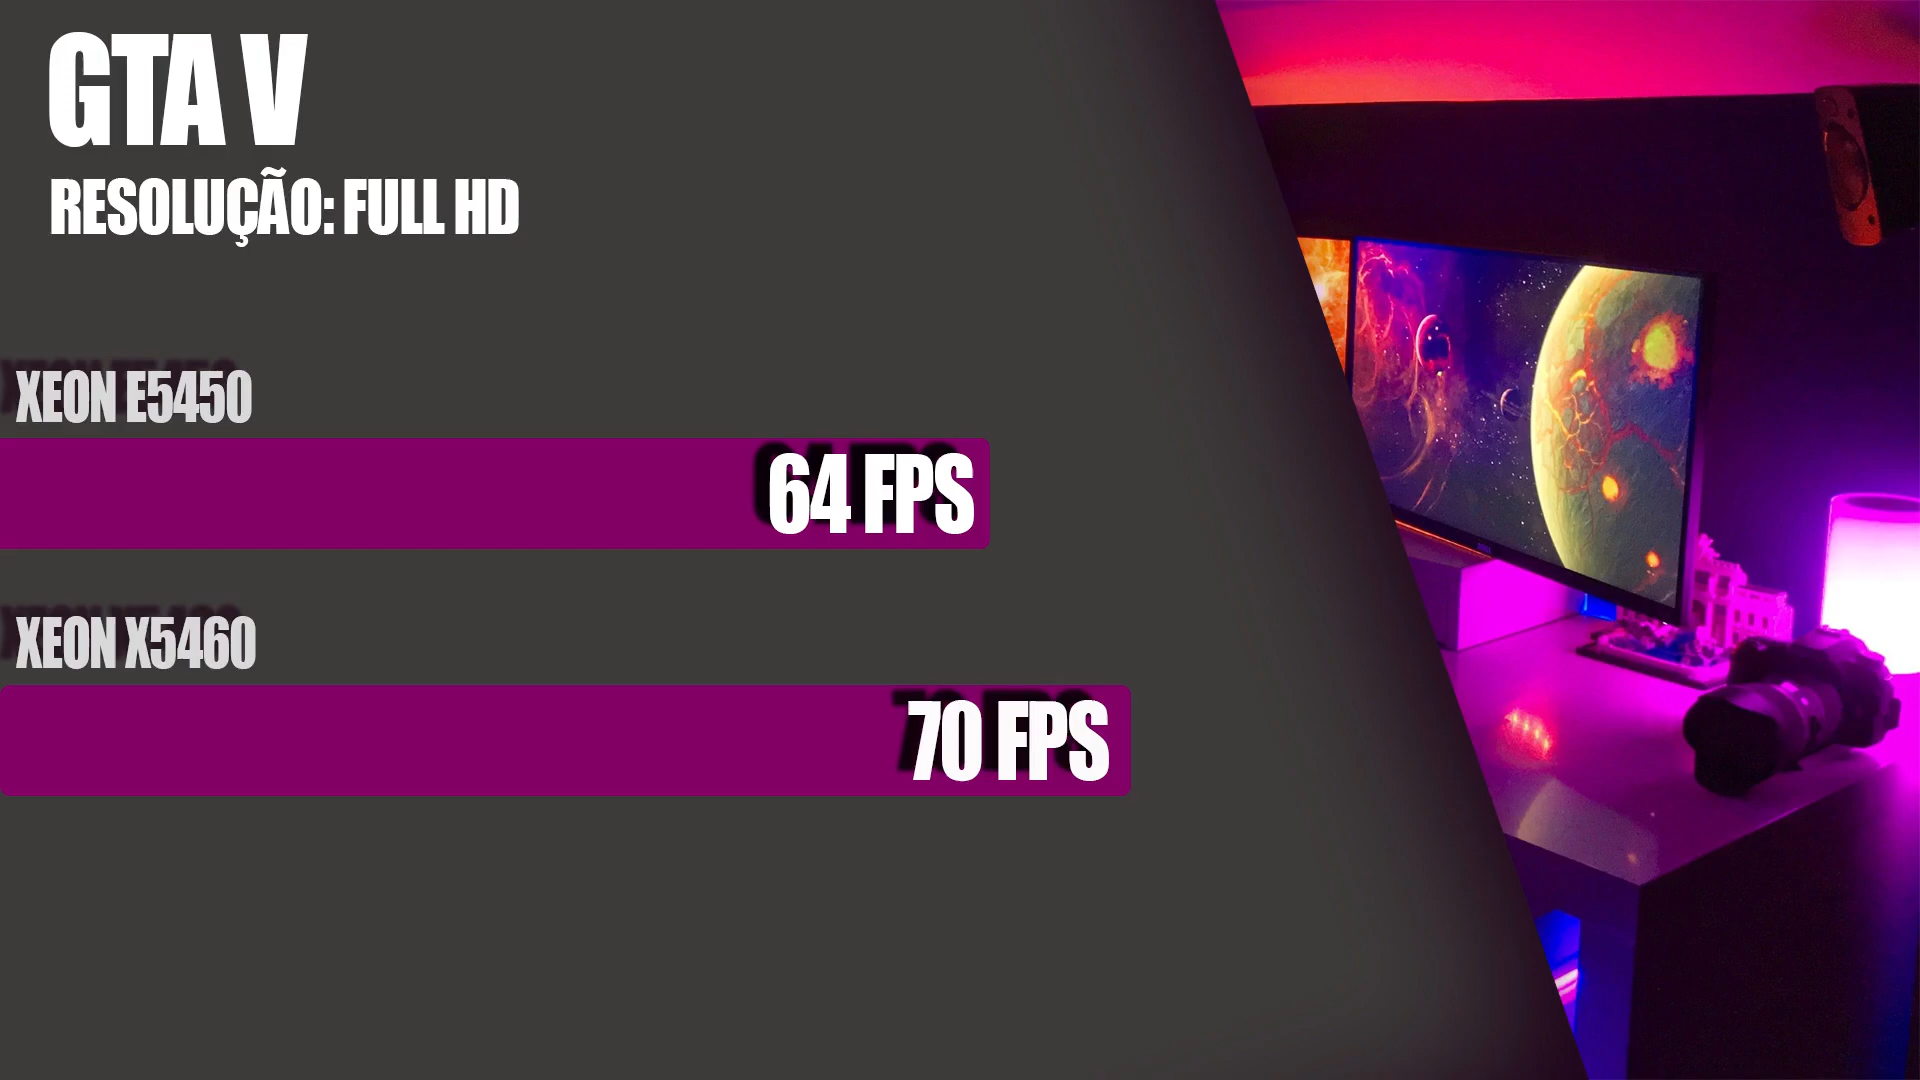 GTA V
RESOLUÇÃO: FULL HD
XEON E5450
64 FPS
XEON X5460
70 FPS